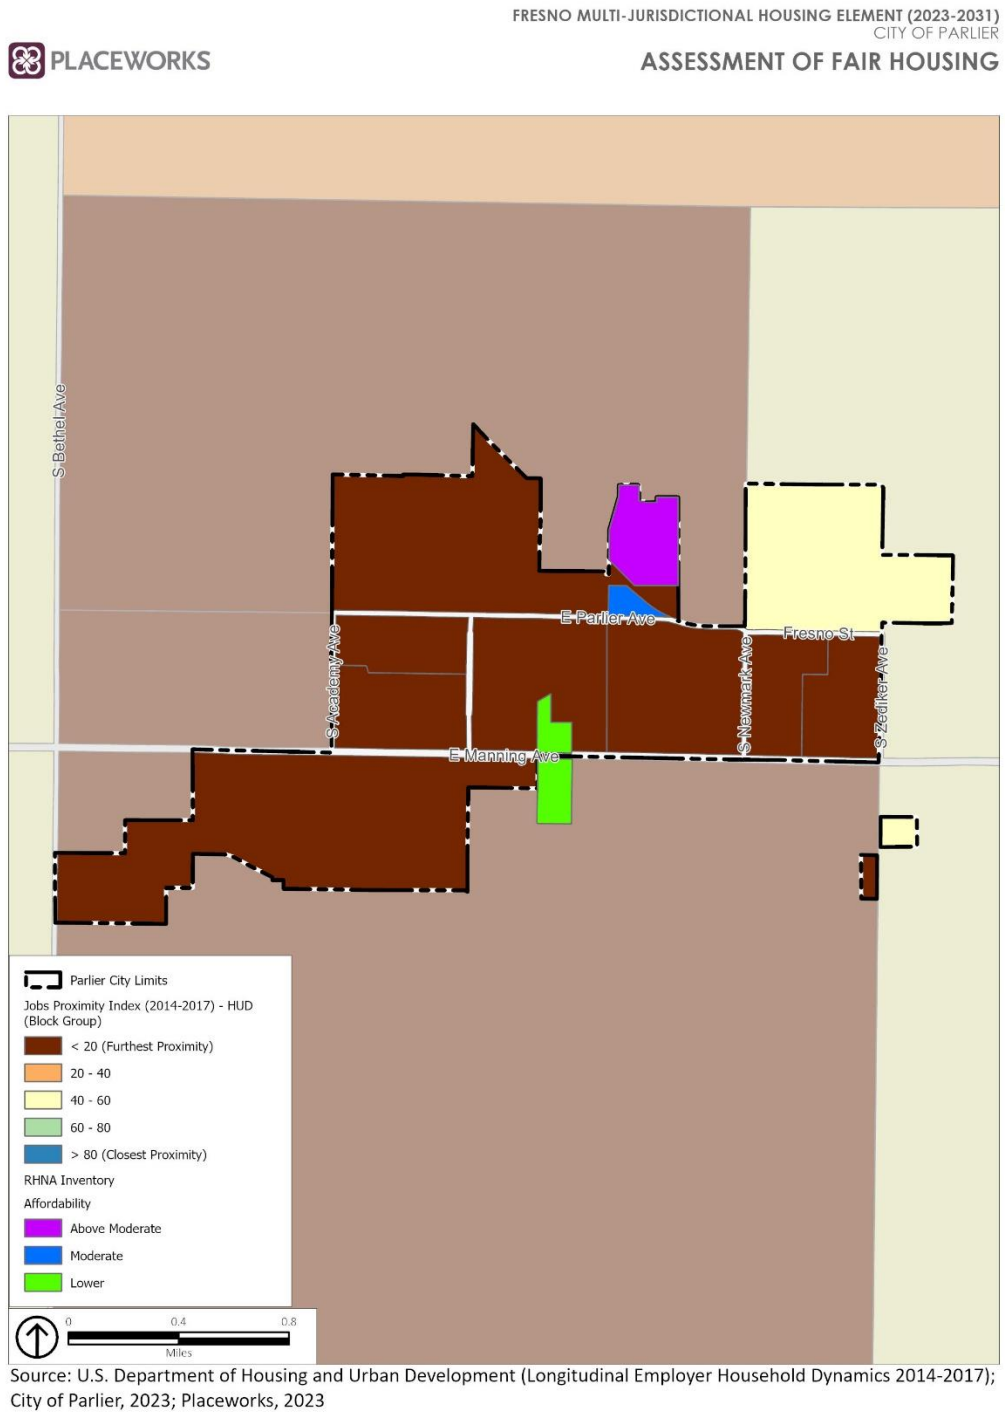 FRESNO MULTI-JURISDICTIONAL HOUSING ELEMENT (2023-2031)
CITY OF PARLIER
PLACEWORKS
ASSESSMENT OF FAIR HOUSING
S Bethel Ave
E Parlier Ave
Fresno St
S Academy Ave
S Newmark Ave
S Zediker Ave
E Manning Ave
Parlier City Limits
Jobs Proximity Index (2014-2017) - HUD
(Block Group)
< 20 (Furthest Proximity)
20 - 40
40 - 60
60 - 80
> 80 (Closest Proximity)
RHNA Inventory
Affordability
Above Moderate
Moderate
Lower
0 0.4 0.8
Miles
Source: U.S. Department of Housing and Urban Development (Longitudinal Employer Household Dynamics 2014-2017);
City of Parlier, 2023; Placeworks, 2023